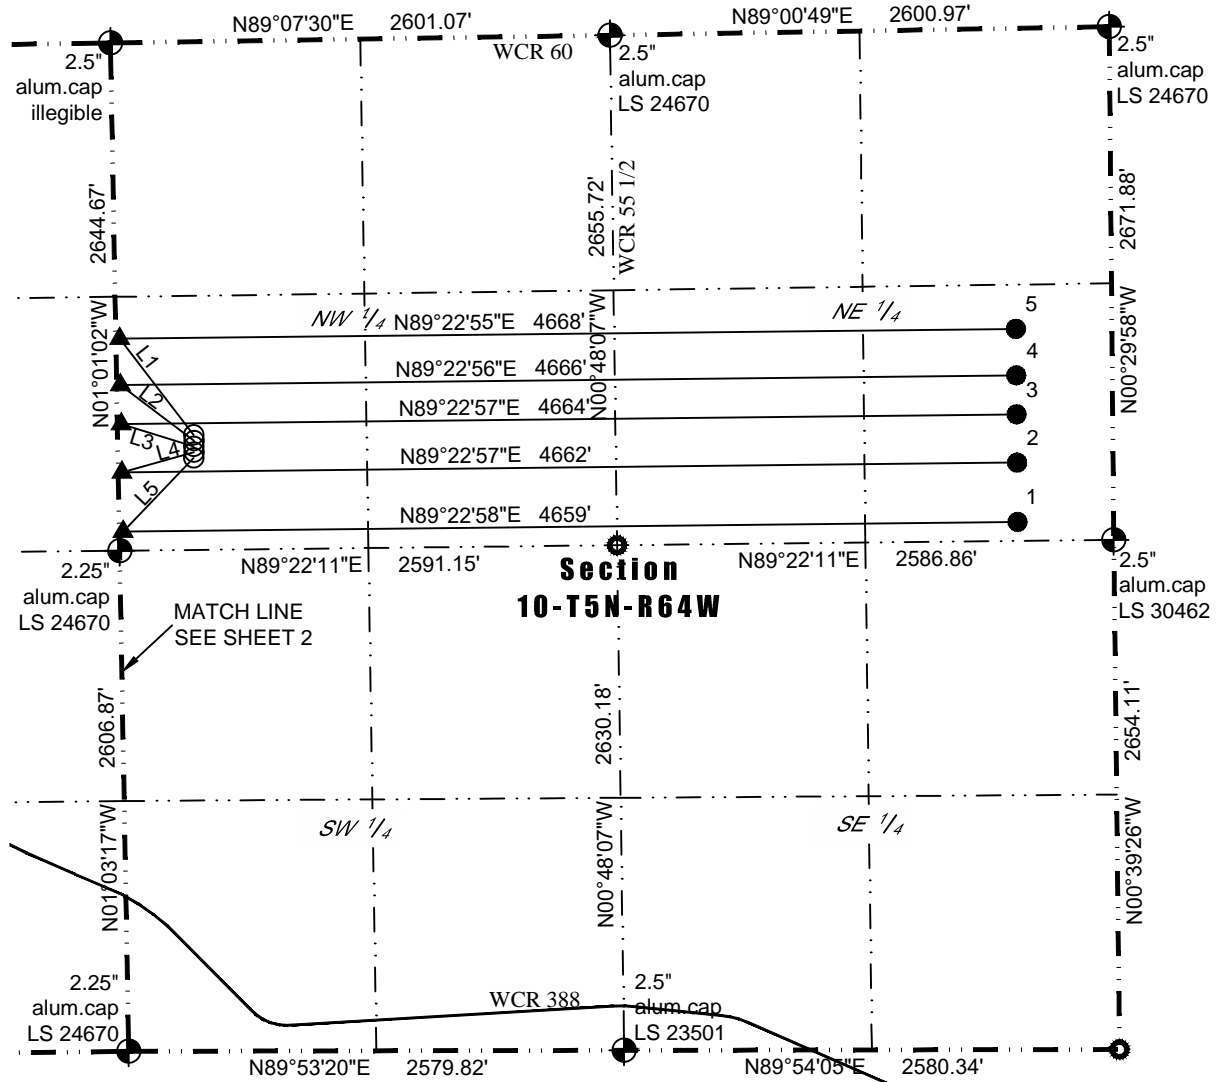 N89°07'30"E 2601.07'
N89°00'49"E 2600.97'
WCR 60
2.5"
alum.cap
illegible
2.5"
alum.cap
LS 24670
2.5"
alum.cap
LS 24670
2644.67'
N01°01'02"W
2655.72'
WCR 55 1/2
N00°48'07"W
2671.88'
N00°29'58"W
NW 1/4
NE 1/4
N89°22'55"E 4668'
5
N89°22'56"E 4666'
4
N89°22'57"E 4664'
3
N89°22'57"E 4662'
2
N89°22'58"E 4659'
1
L1
L2
L3
L4
L5
N89°22'11"E 2591.15'
N89°22'11"E 2586.86'
Section
10-T5N-R64W
2.25"
alum.cap
LS 24670
2.5"
alum.cap
LS 30462
MATCH LINE
SEE SHEET 2
2606.87'
N01°03'17"W
2630.18'
N00°48'07"W
2654.11'
N00°39'26"W
SW 1/4
SE 1/4
2.25"
alum.cap
LS 24670
WCR 388
2.5"
alum.cap
LS 23501
N89°53'20"E 2579.82'
N89°54'05"E 2580.34'